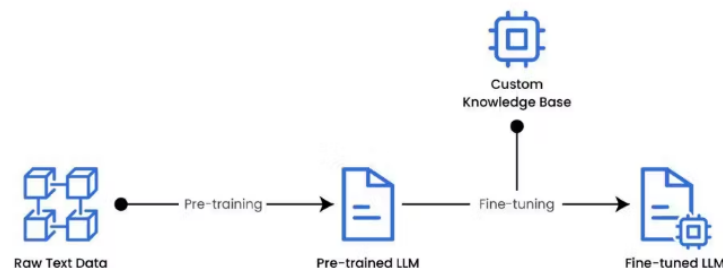 Custom
Knowledge Base
Pre-training
Fine-tuning
Raw Text Data
Pre-trained LLM
Fine-tuned LLM